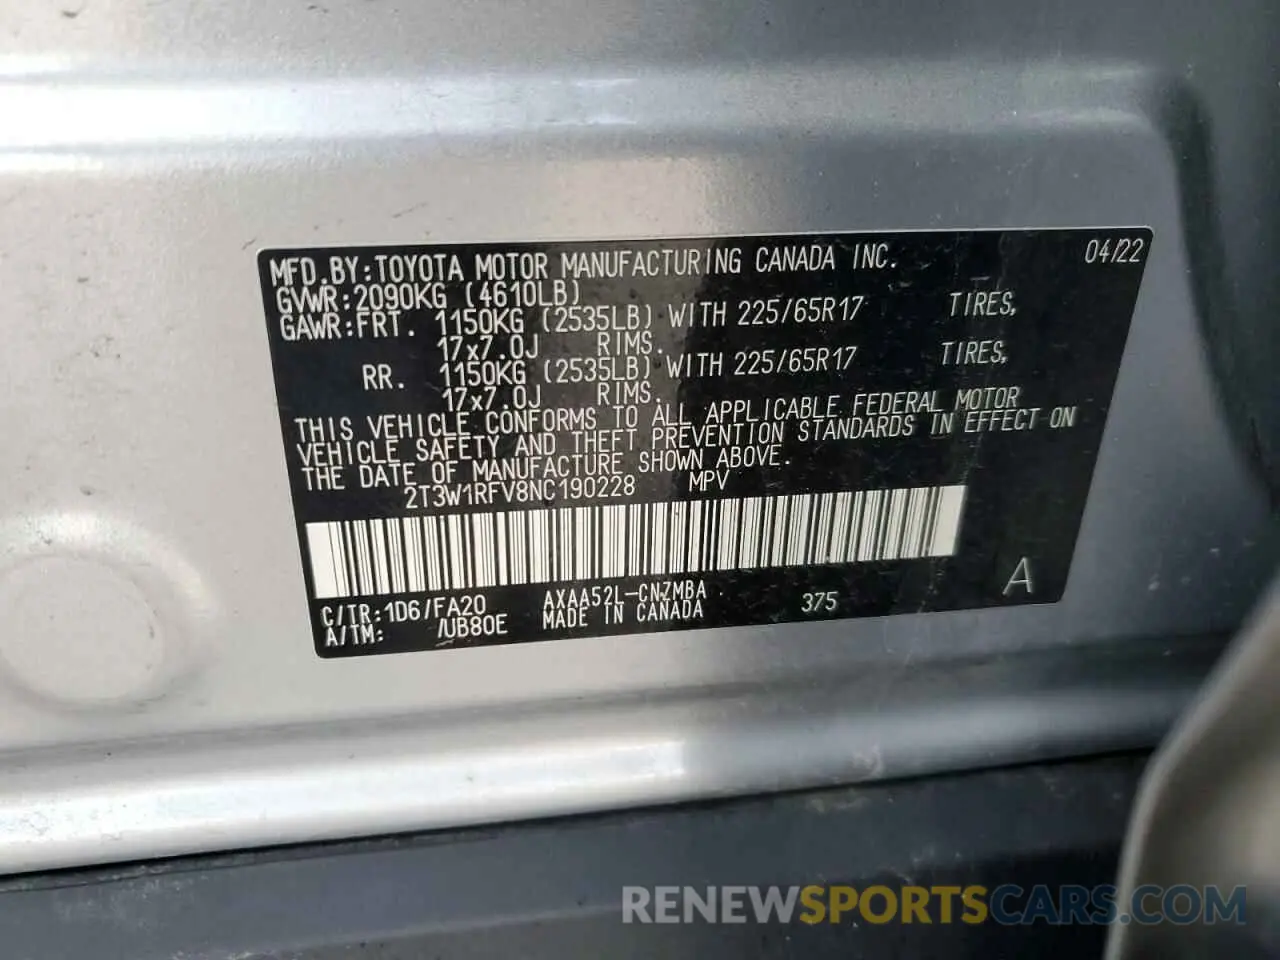 MFD.BY:TOYOTA MOTOR MANUFACTURING CANADA INC. 04/22
GVWR:2090KG (4610LB)
GAWR:FRT. 1150KG (2535LB) WITH 225/65R17 TIRES,
17x7.0J RIMS.
RR. 1150KG (2535LB) WITH 225/65R17 TIRES,
17x7.0J RIMS.
THIS VEHICLE CONFORMS TO ALL APPLICABLE FEDERAL MOTOR
VEHICLE SAFETY AND THEFT PREVENTION STANDARDS IN EFFECT ON
THE DATE OF MANUFACTURE SHOWN ABOVE.
2T3W1RFV8NC190228 MPV
C/TR:1D6/FA20 AXAA52L-CNZMBA 375 A
A/TM: /UB80E MADE IN CANADA
RENEWSPORTSCARS.COM